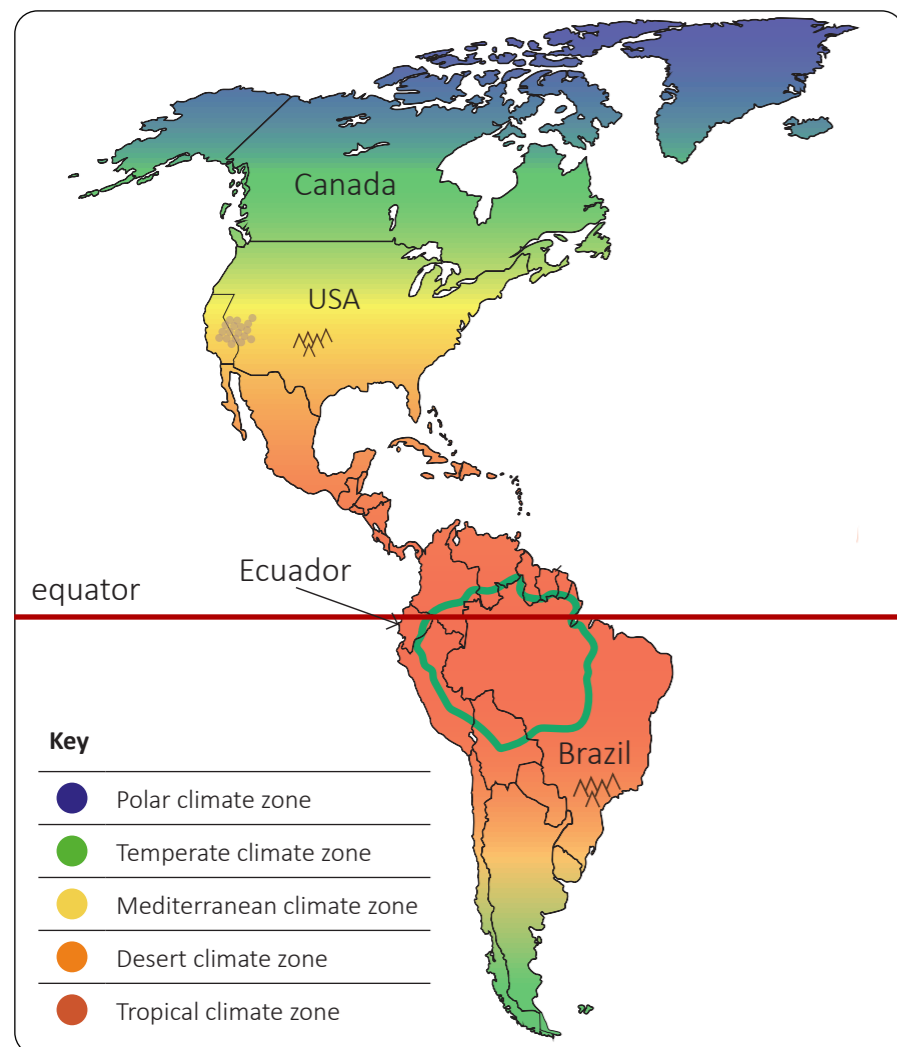 Canada
USA
Ecuador
equator
Brazil
Key
Polar climate zone
Temperate climate zone
Mediterranean climate zone
Desert climate zone
Tropical climate zone